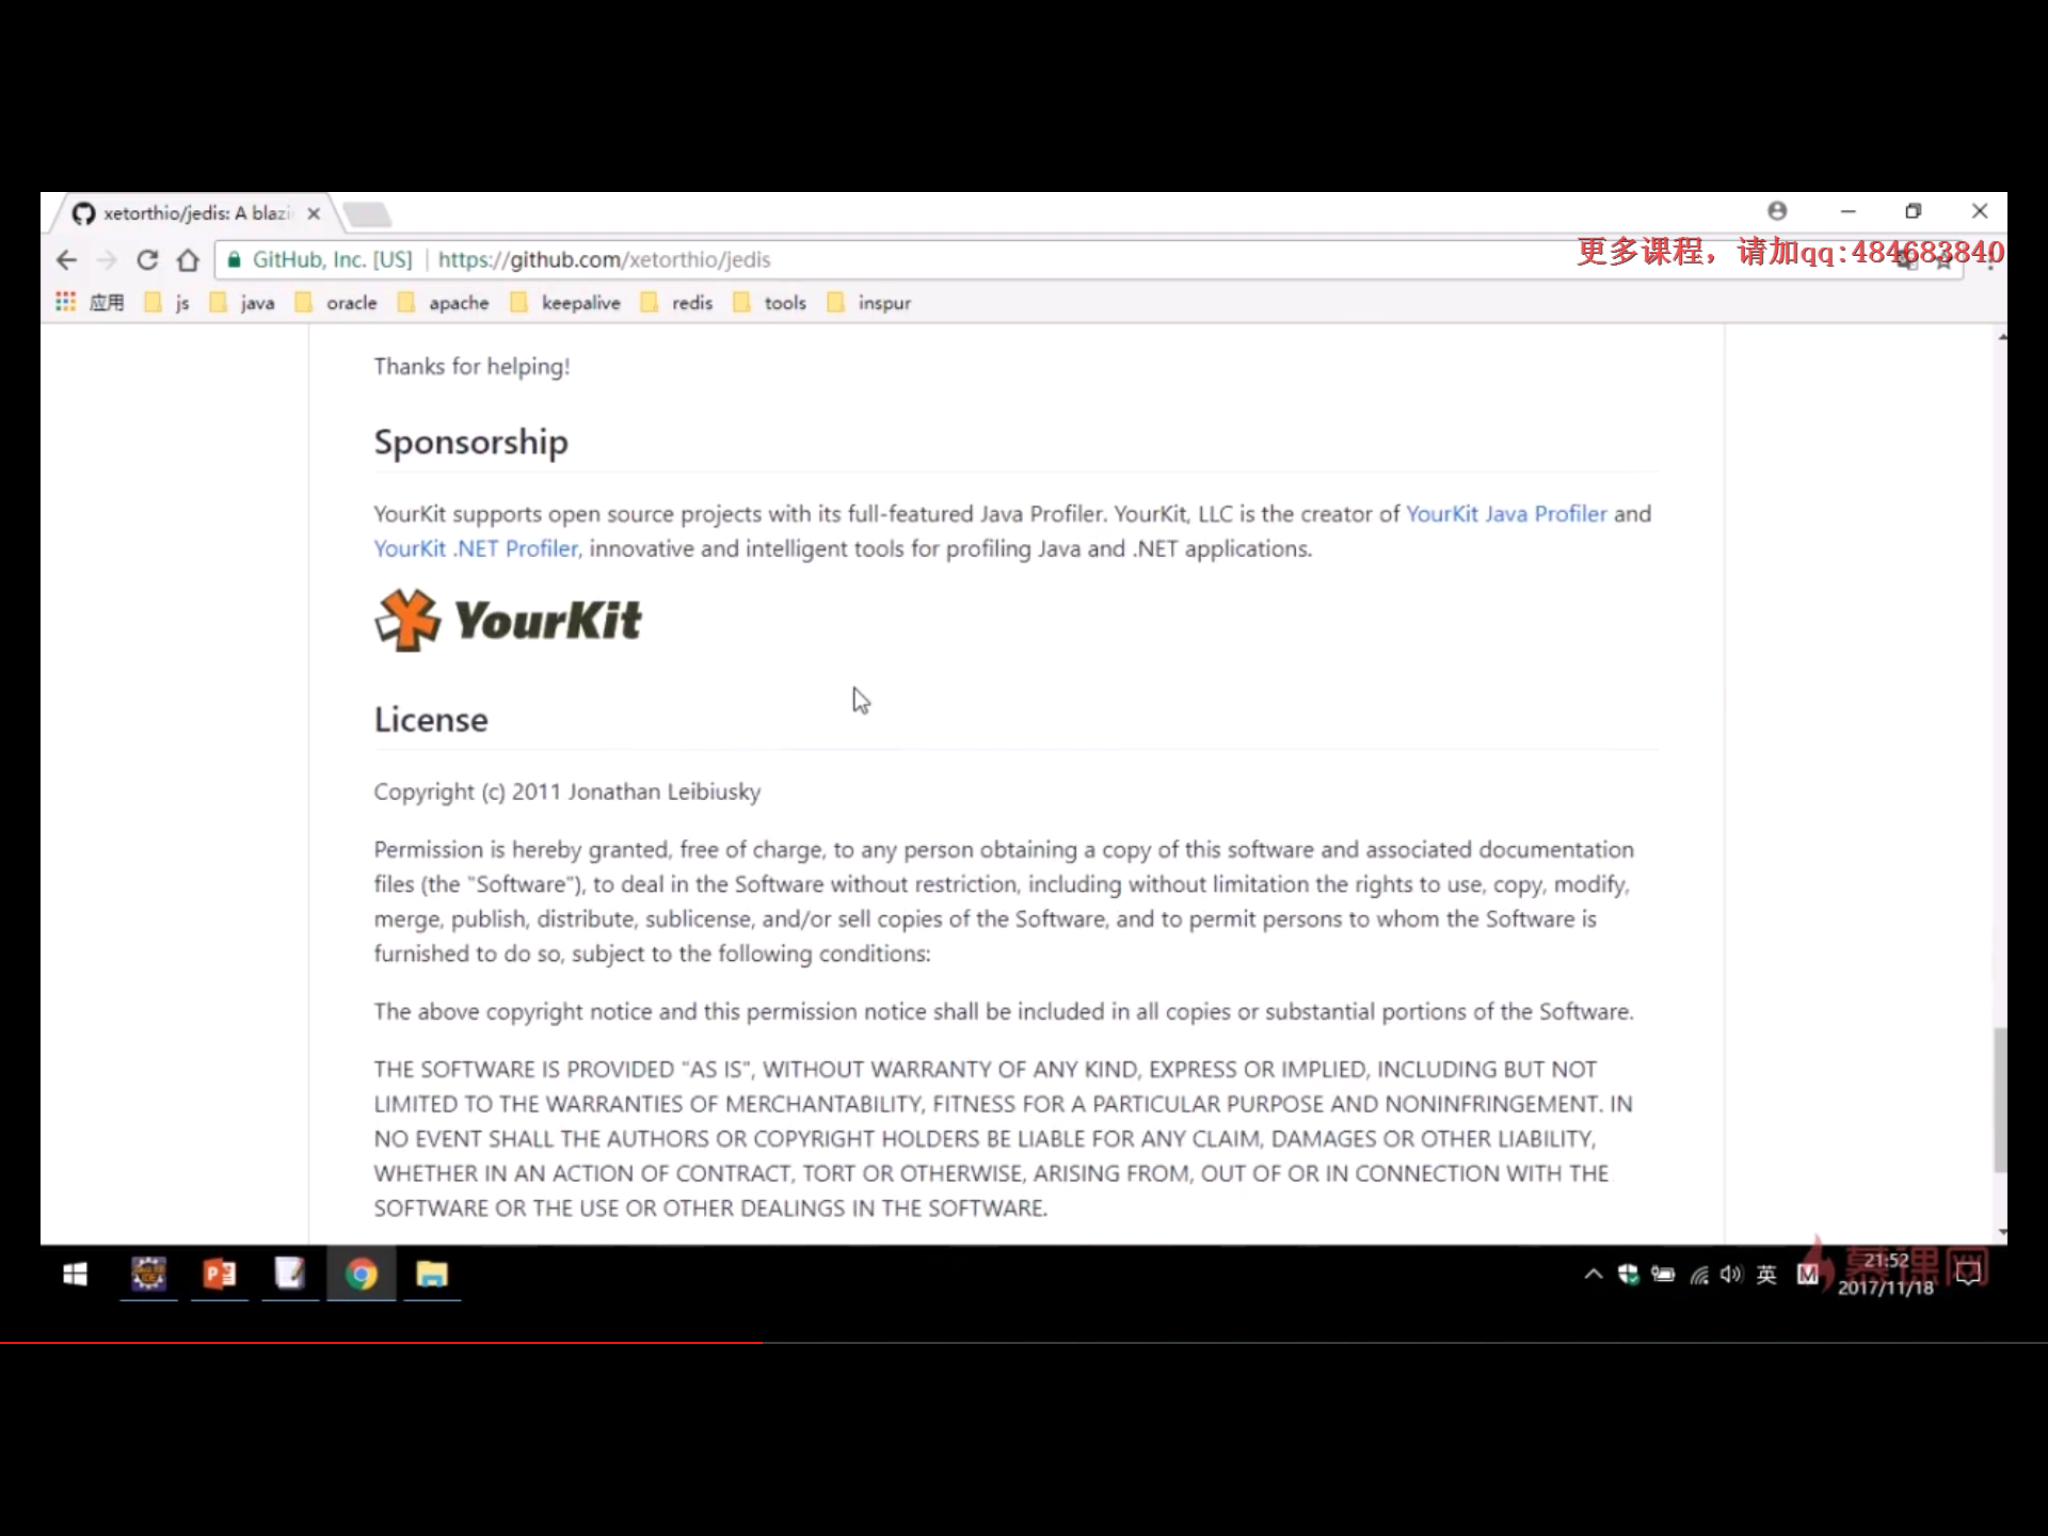 xetorthio/jedis: A blazi
更多课程，请加qq:484683840
GitHub, Inc. [US] https://github.com/xetorthio/jedis
应用 js java oracle apache keepalive redis tools inspur
Thanks for helping!
Sponsorship
YourKit supports open source projects with its full-featured Java Profiler. YourKit, LLC is the creator of YourKit Java Profiler and
YourKit .NET Profiler, innovative and intelligent tools for profiling Java and .NET applications.
YourKit
License
Copyright (c) 2011 Jonathan Leibiusky
Permission is hereby granted, free of charge, to any person obtaining a copy of this software and associated documentation
files (the "Software"), to deal in the Software without restriction, including without limitation the rights to use, copy, modify,
merge, publish, distribute, sublicense, and/or sell copies of the Software, and to permit persons to whom the Software is
furnished to do so, subject to the following conditions:
The above copyright notice and this permission notice shall be included in all copies or substantial portions of the Software.
THE SOFTWARE IS PROVIDED "AS IS", WITHOUT WARRANTY OF ANY KIND, EXPRESS OR IMPLIED, INCLUDING BUT NOT
LIMITED TO THE WARRANTIES OF MERCHANTABILITY, FITNESS FOR A PARTICULAR PURPOSE AND NONINFRINGEMENT. IN
NO EVENT SHALL THE AUTHORS OR COPYRIGHT HOLDERS BE LIABLE FOR ANY CLAIM, DAMAGES OR OTHER LIABILITY,
WHETHER IN AN ACTION OF CONTRACT, TORT OR OTHERWISE, ARISING FROM, OUT OF OR IN CONNECTION WITH THE
SOFTWARE OR THE USE OR OTHER DEALINGS IN THE SOFTWARE.
英 M 慕课网
21:52
2017/11/18